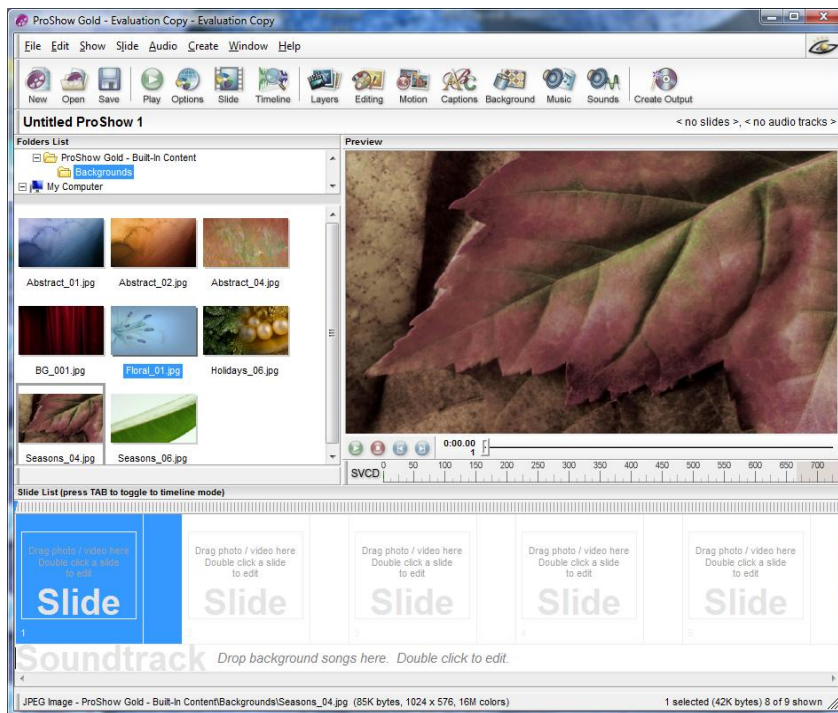 ProShow Gold - Evaluation Copy - Evaluation Copy
File Edit Show Slide Audio Create Window Help
New Open Save Play Options Slide Timeline Layers Editing Motion Captions Background Music Sounds Create Output
Untitled ProShow 1 < no slides >, < no audio tracks >
Folders List Preview
ProShow Gold - Built-In Content
Backgrounds
My Computer
Abstract_01.jpg Abstract_02.jpg Abstract_04.jpg
BG_001.jpg Floral_01.jpg Holidays_06.jpg
Seasons_04.jpg Seasons_06.jpg
0:00.00
1
SVCD 0 50 100 150 200 250 300 350 400 450 500 550 600 650 700
Slide List (press TAB to toggle to timeline mode)
Drag photo / video here Drag photo / video here Drag photo / video here Drag photo / video here Drag photo / video here
Double click a slide Double click a slide Double click a slide Double click a slide Double click a slide
to edit to edit to edit to edit to edit
Slide Slide Slide Slide Slide
1 2 3 4 5
Soundtrack Drop background songs here. Double click to edit.
JPEG Image - ProShow Gold - Built-In Content\Backgrounds\Seasons_04.jpg (85K bytes, 1024 x 576, 16M colors) 1 selected (42K bytes) 8 of 9 shown